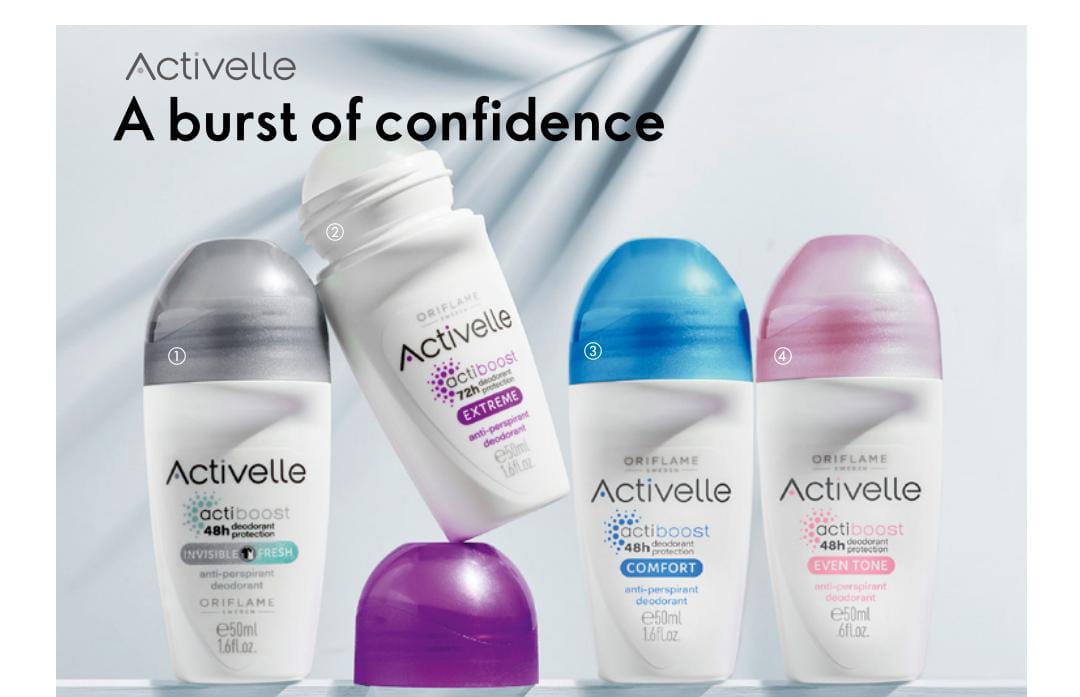 Activelle
A burst of confidence
①
Activelle
actiboost
48h deodorant
protection
INVISIBLE FRESH
anti-perspirant
deodorant
ORIFLAME
SWEDEN
℮50ml
1.6fl.oz.
②
ORIFLAME
SWEDEN
Activelle
actiboost
72h deodorant
protection
EXTREME
anti-perspirant
deodorant
℮50ml
1.6fl.oz.
③
ORIFLAME
SWEDEN
Activelle
actiboost
48h deodorant
protection
COMFORT
anti-perspirant
deodorant
℮50ml
1.6fl.oz.
④
ORIFLAME
SWEDEN
Activelle
actiboost
48h deodorant
protection
EVEN TONE
anti-perspirant
deodorant
℮50ml
.6fl.oz.